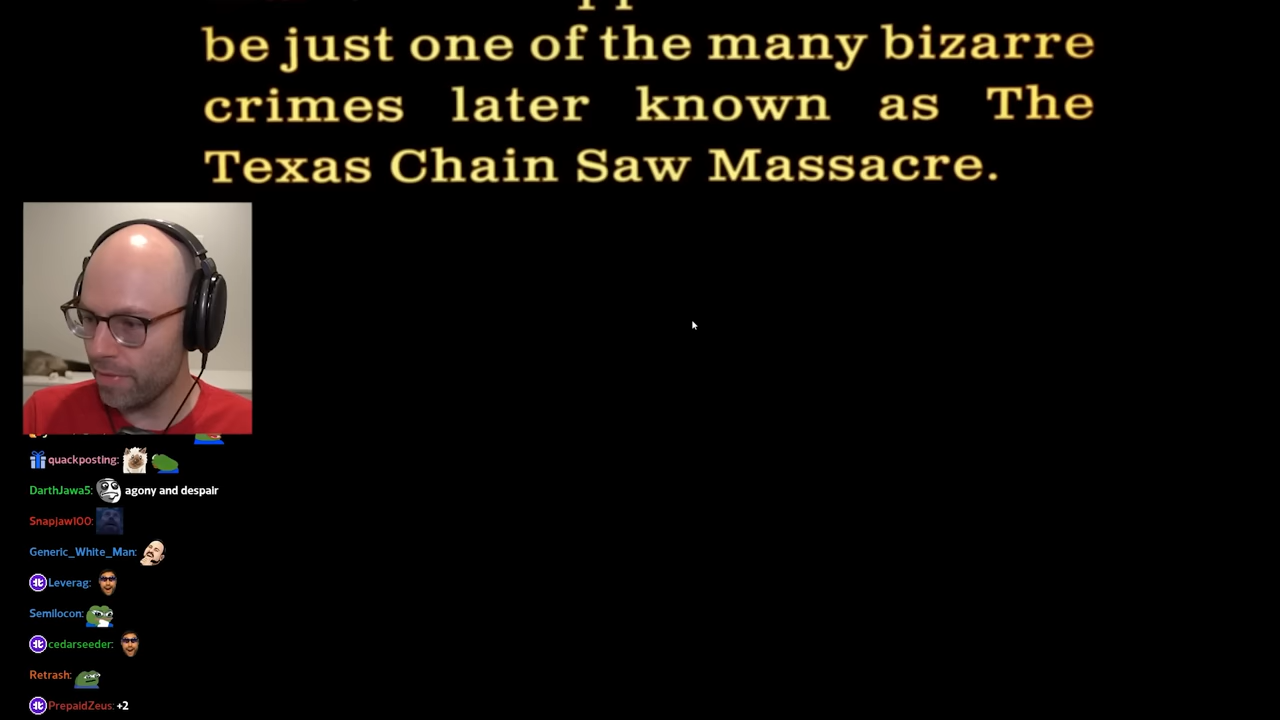 be just one of the many bizarre
crimes later known as The
Texas Chain Saw Massacre.
quackposting:
DarthJawa5: agony and despair
Snapjaw100:
Generic_White_Man:
Leverag:
Semilocon:
cedarseeder:
Retrash:
PrepaidZeus: +2